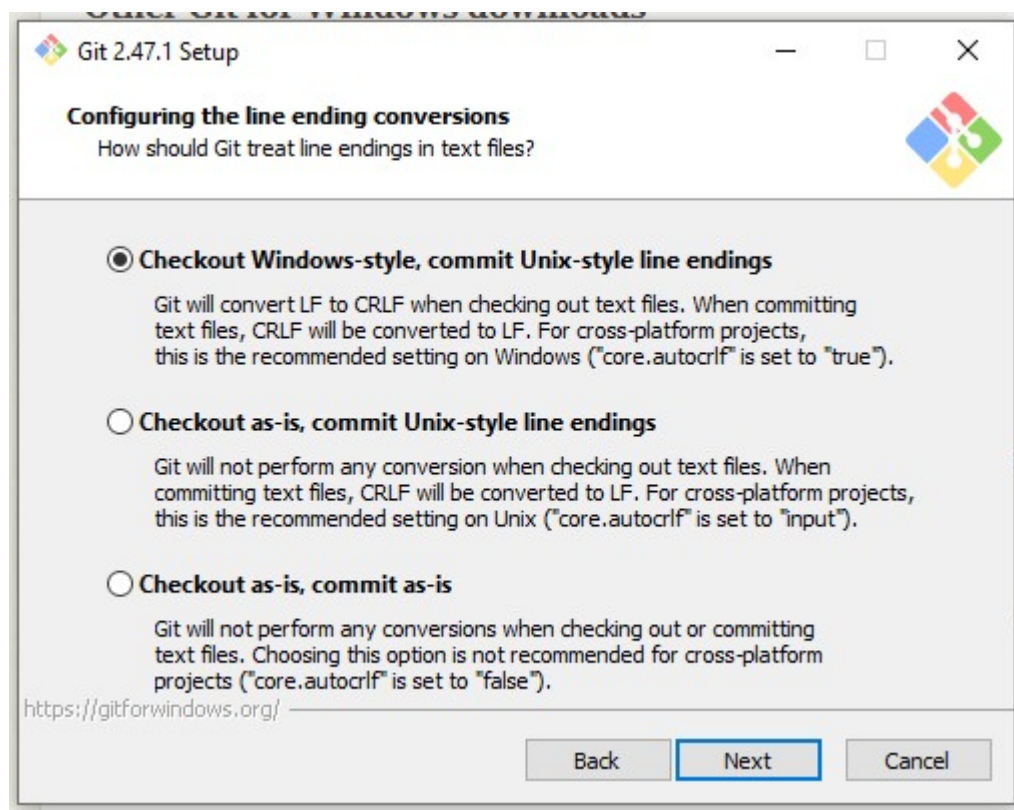 Other Git for Windows downloads
Git 2.47.1 Setup
Configuring the line ending conversions
How should Git treat line endings in text files?
Checkout Windows-style, commit Unix-style line endings
Git will convert LF to CRLF when checking out text files. When committing
text files, CRLF will be converted to LF. For cross-platform projects,
this is the recommended setting on Windows ("core.autocrlf" is set to "true").
Checkout as-is, commit Unix-style line endings
Git will not perform any conversion when checking out text files. When
committing text files, CRLF will be converted to LF. For cross-platform projects,
this is the recommended setting on Unix ("core.autocrlf" is set to "input").
Checkout as-is, commit as-is
Git will not perform any conversions when checking out or committing
text files. Choosing this option is not recommended for cross-platform
projects ("core.autocrlf" is set to "false").
https://gitforwindows.org/
Back
Next
Cancel